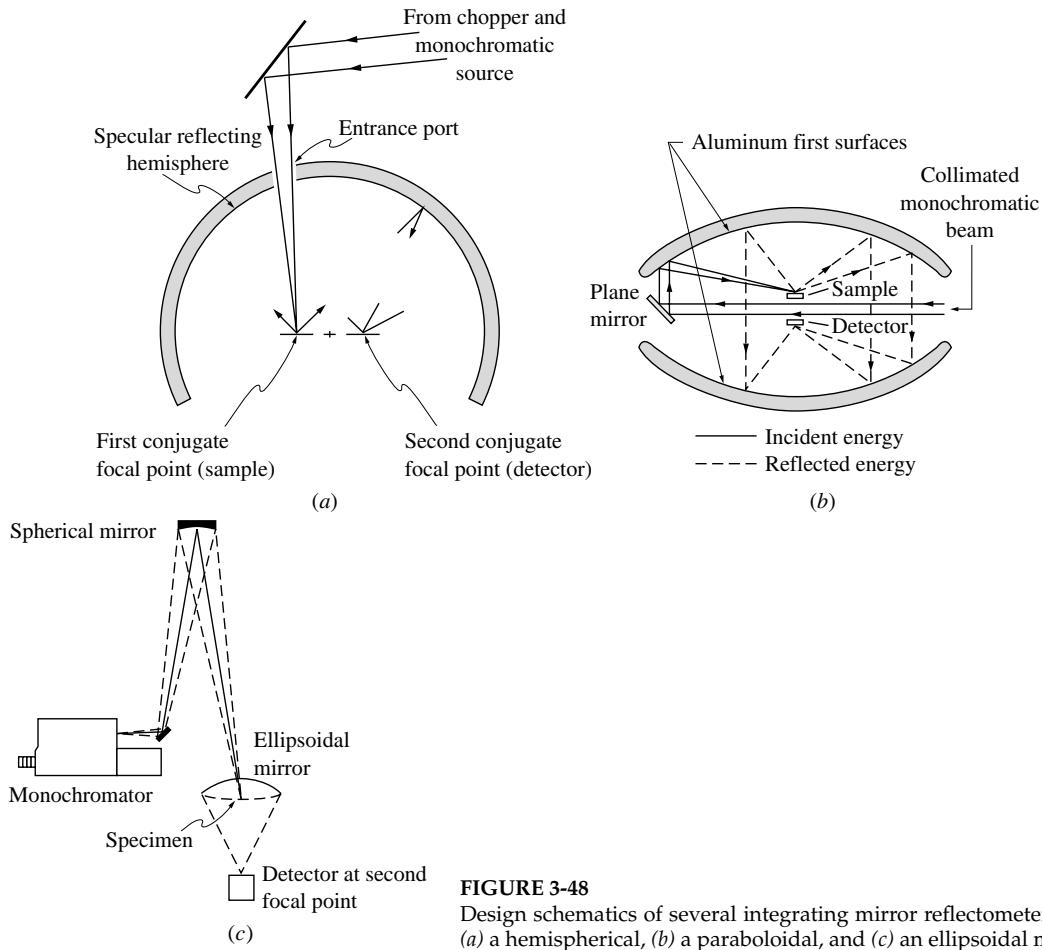 From chopper and
monochromatic
source
Specular reflecting
hemisphere
Entrance port
First conjugate
focal point (sample)
Second conjugate
focal point (detector)
(a)
Aluminum first surfaces
Collimated
monochromatic
beam
Plane
mirror
Sample
Detector
Incident energy
Reflected energy
(b)
Spherical mirror
Ellipsoidal
mirror
Monochromator
Specimen
Detector at second
focal point
(c)
FIGURE 3-48
Design schematics of several integrating mirror
(a) a hemispherical, (b) a paraboloidal, and (c) an ellipsoidal